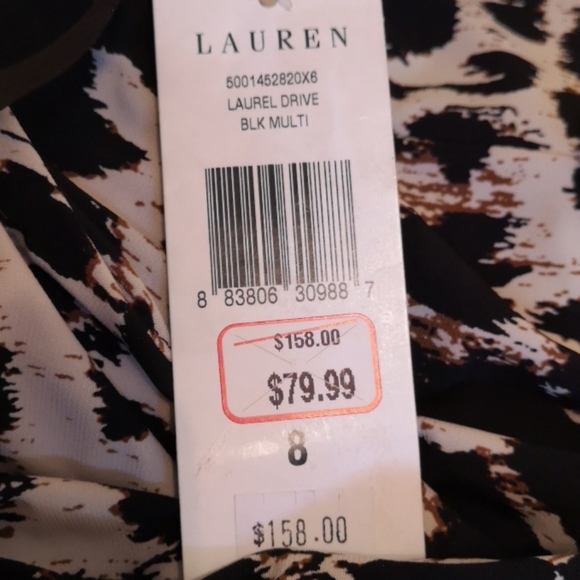 LAUREN
5001452820X6
LAUREL DRIVE
BLK MULTI
8 83806 30988 7
$158.00
$79.99
8
$158.00